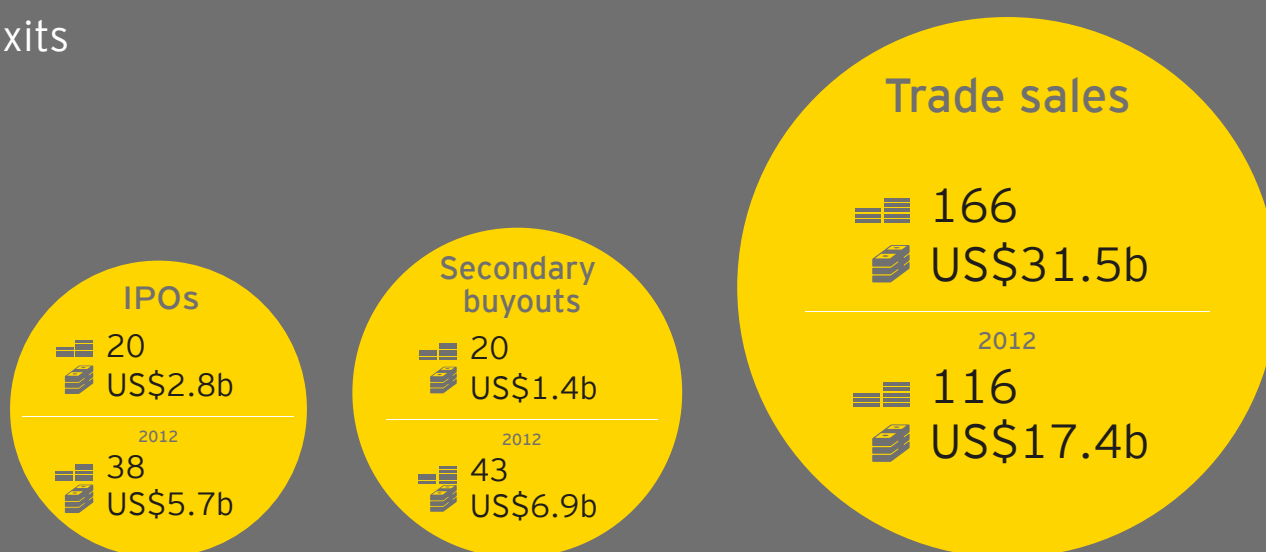 xits
IPOs
20
US$2.8b
2012
38
US$5.7b
Secondary
buyouts
20
US$1.4b
2012
43
US$6.9b
Trade sales
166
US$31.5b
2012
116
US$17.4b